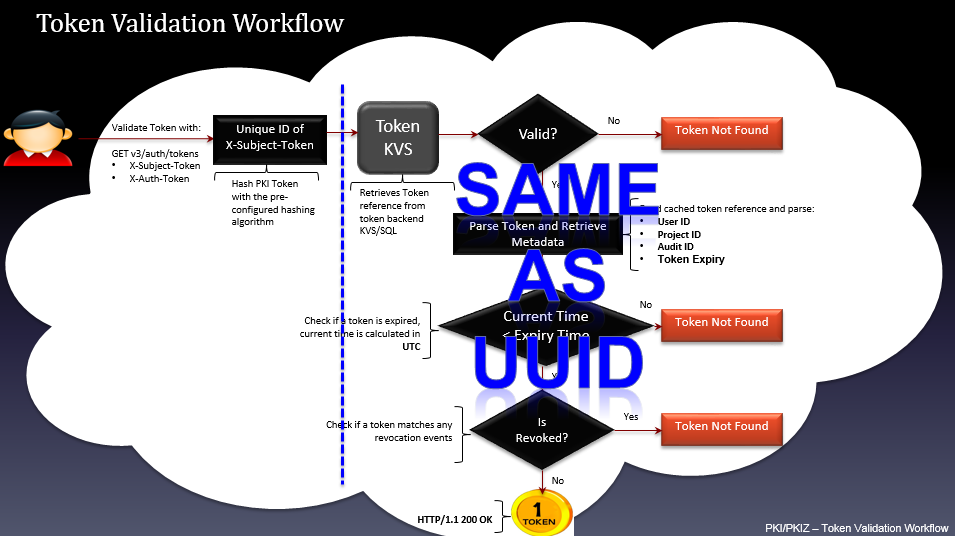 Token Validation Workflow
Validate Token with:
GET v3/auth/tokens
• X-Subject-Token
• X-Auth-Token
Unique ID of
X-Subject-Token
Hash PKI Token
with the pre-
configured hashing
algorithm
Token
KVS
Retrieves Token
reference from
token backend
KVS/SQL
Valid?
No
Token Not Found
SAME
AS
UUID
Parse Token and Retrieve
Metadata
cached token reference and parse:
• User ID
• Project ID
• Audit ID
• Token Expiry
Check if a token is expired,
current time is calculated in
UTC
Current Time
< Expiry Time
No
Token Not Found
Check if a token matches any
revocation events
Is
Revoked?
Yes
Token Not Found
No
HTTP/1.1 200 OK
1
TOKEN
PKI/PKIZ – Token Validation Workflow